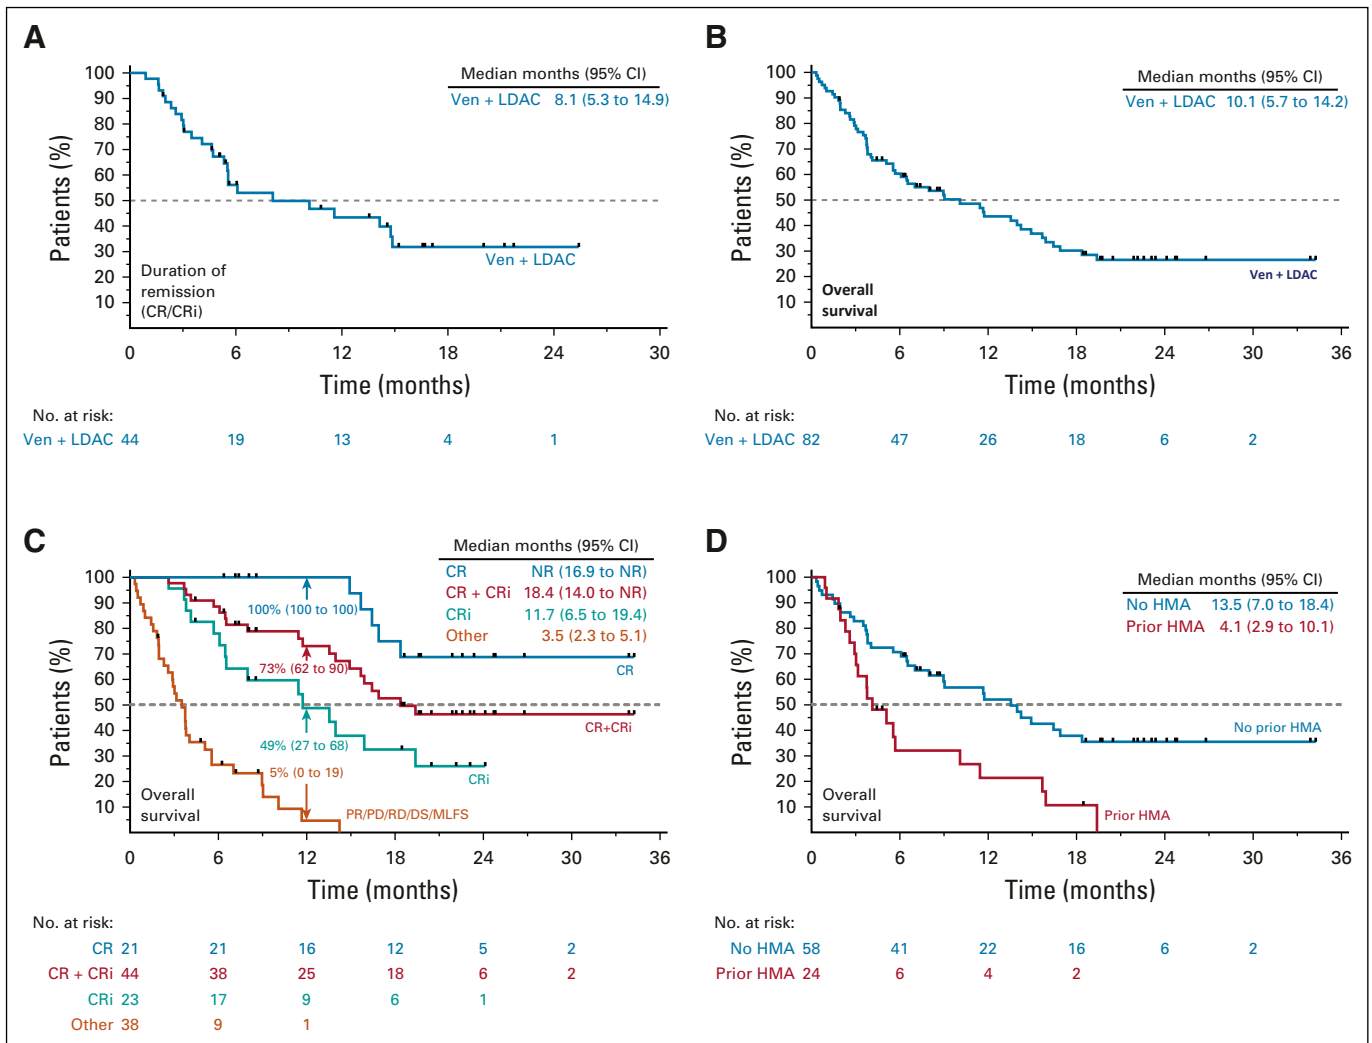 A
Median months (95% CI)
Ven + LDAC 8.1 (5.3 to 14.9)
Patients (%)
100
90
80
70
60
50
40
30
20
10
Ven + LDAC
Duration of
remission
(CR/CRi)
0 6 12 18 24 30
Time (months)
No. at risk:
Ven + LDAC 44 19 13 4 1
B
Median months (95% CI)
Ven + LDAC 10.1 (5.7 to 14.2)
Patients (%)
100
90
80
70
60
50
40
30
20
10
Ven + LDAC
Overall
survival
0 6 12 18 24 30 36
Time (months)
No. at risk:
Ven + LDAC 82 47 26 18 6 2
C
Median months (95% CI)
CR NR (16.9 to NR)
CR + CRi 18.4 (14.0 to NR)
CRi 11.7 (6.5 to 19.4)
Other 3.5 (2.3 to 5.1)
Patients (%)
100
90
80
70
60
50
40
30
20
10
100% (100 to 100)
73% (62 to 90)
CR
CR+CRi
49% (27 to 68)
5% (0 to 19)
CRi
PR/PD/RD/DS/MLFS
Overall
survival
0 6 12 18 24 30 36
Time (months)
No. at risk:
CR 21 21 16 12 5 2
CR + CRi 44 38 25 18 6 2
CRi 23 17 9 6 1
Other 38 9 1
D
Median months (95% CI)
No HMA 13.5 (7.0 to 18.4)
Prior HMA 4.1 (2.9 to 10.1)
Patients (%)
100
90
80
70
60
50
40
30
20
10
No prior HMA
Prior HMA
Overall
survival
0 6 12 18 24 30 36
Time (months)
No. at risk:
No HMA 58 41 22 16 6 2
Prior HMA 24 6 4 2